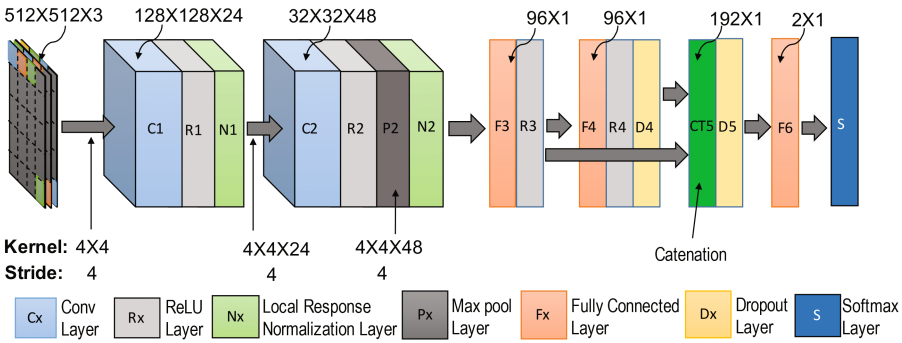 512X512X3
128X128X24
32X32X48
96X1
96X1
192X1
2X1
C1
R1
N1
C2
R2
P2
N2
F3
R3
F4
R4
D4
CT5
D5
F6
S
Catenation
Kernel: 4X4
4X4X24
4X4X48
Stride: 4
4
4
Cx
Conv
Layer
Rx
ReLU
Layer
Nx
Local Response
Normalization Layer
Px
Max pool
Layer
Fx
Fully Connected
Layer
Dx
Dropout
Layer
S
Softmax
Layer